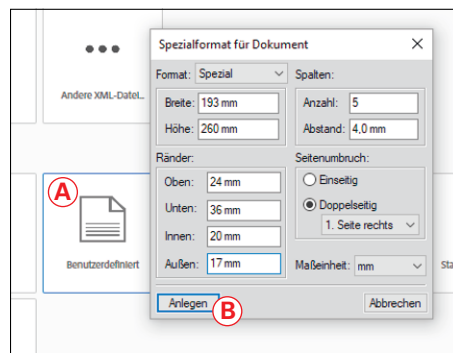 Andere XML-Datei...
A
Benutzerdefiniert
Spezialformat für Dokument
Format: Spezial
Breite: 193 mm
Höhe: 260 mm
Spalten:
Anzahl: 5
Abstand: 4,0 mm
Ränder:
Oben: 24 mm
Unten: 36 mm
Innen: 20 mm
Außen: 17 mm
Seitenumbruch:
Einseitig
Doppelseitig
1. Seite rechts
Maßeinheit: mm
Anlegen
B
Abbrechen
Sta